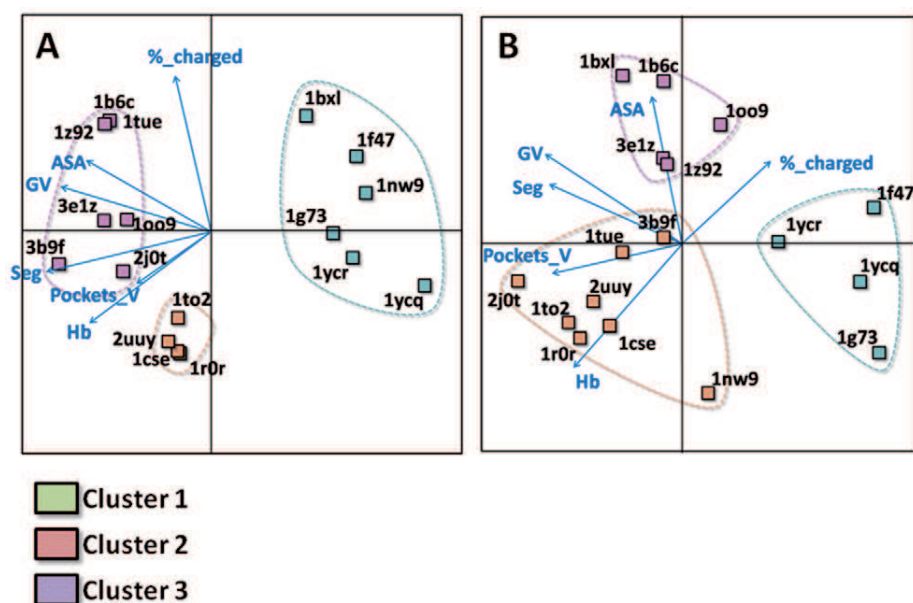 A
%_charged
1b6c
1z92
1tue
1bxl
1f47
ASA
GV
1nw9
3e1z
1oo9
1g73
3b9f
2j0t
1ycr
Seg
Pockets_V
1ycq
Hb
1to2
2uuy
1cse
1r0r
B
1bxl
1b6c
ASA
1oo9
GV
3e1z
%_charged
Seg
1z92
1f47
3b9f
1ycr
1tue
Pockets_V
2j0t
2uuy
1ycq
1to2
1cse
1r0r
1g73
Hb
1nw9
Cluster 1
Cluster 2
Cluster 3